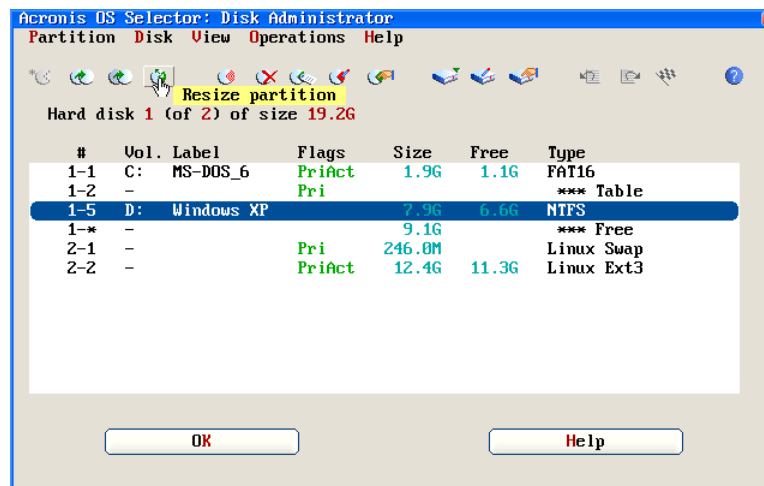 Acronis OS Selector: Disk Administrator
Partition Disk View Operations Help
Resize partition
Hard disk 1 (of 2) of size 19.2G
# Vol. Label Flags Size Free Type
1-1 C: MS-DOS_6 PriAct 1.9G 1.1G FAT16
1-2 - Pri *** Table
1-5 D: Windows XP 7.9G 6.6G NTFS
1-* - 9.1G *** Free
2-1 - Pri 246.0M Linux Swap
2-2 - PriAct 12.4G 11.3G Linux Ext3
OK Help